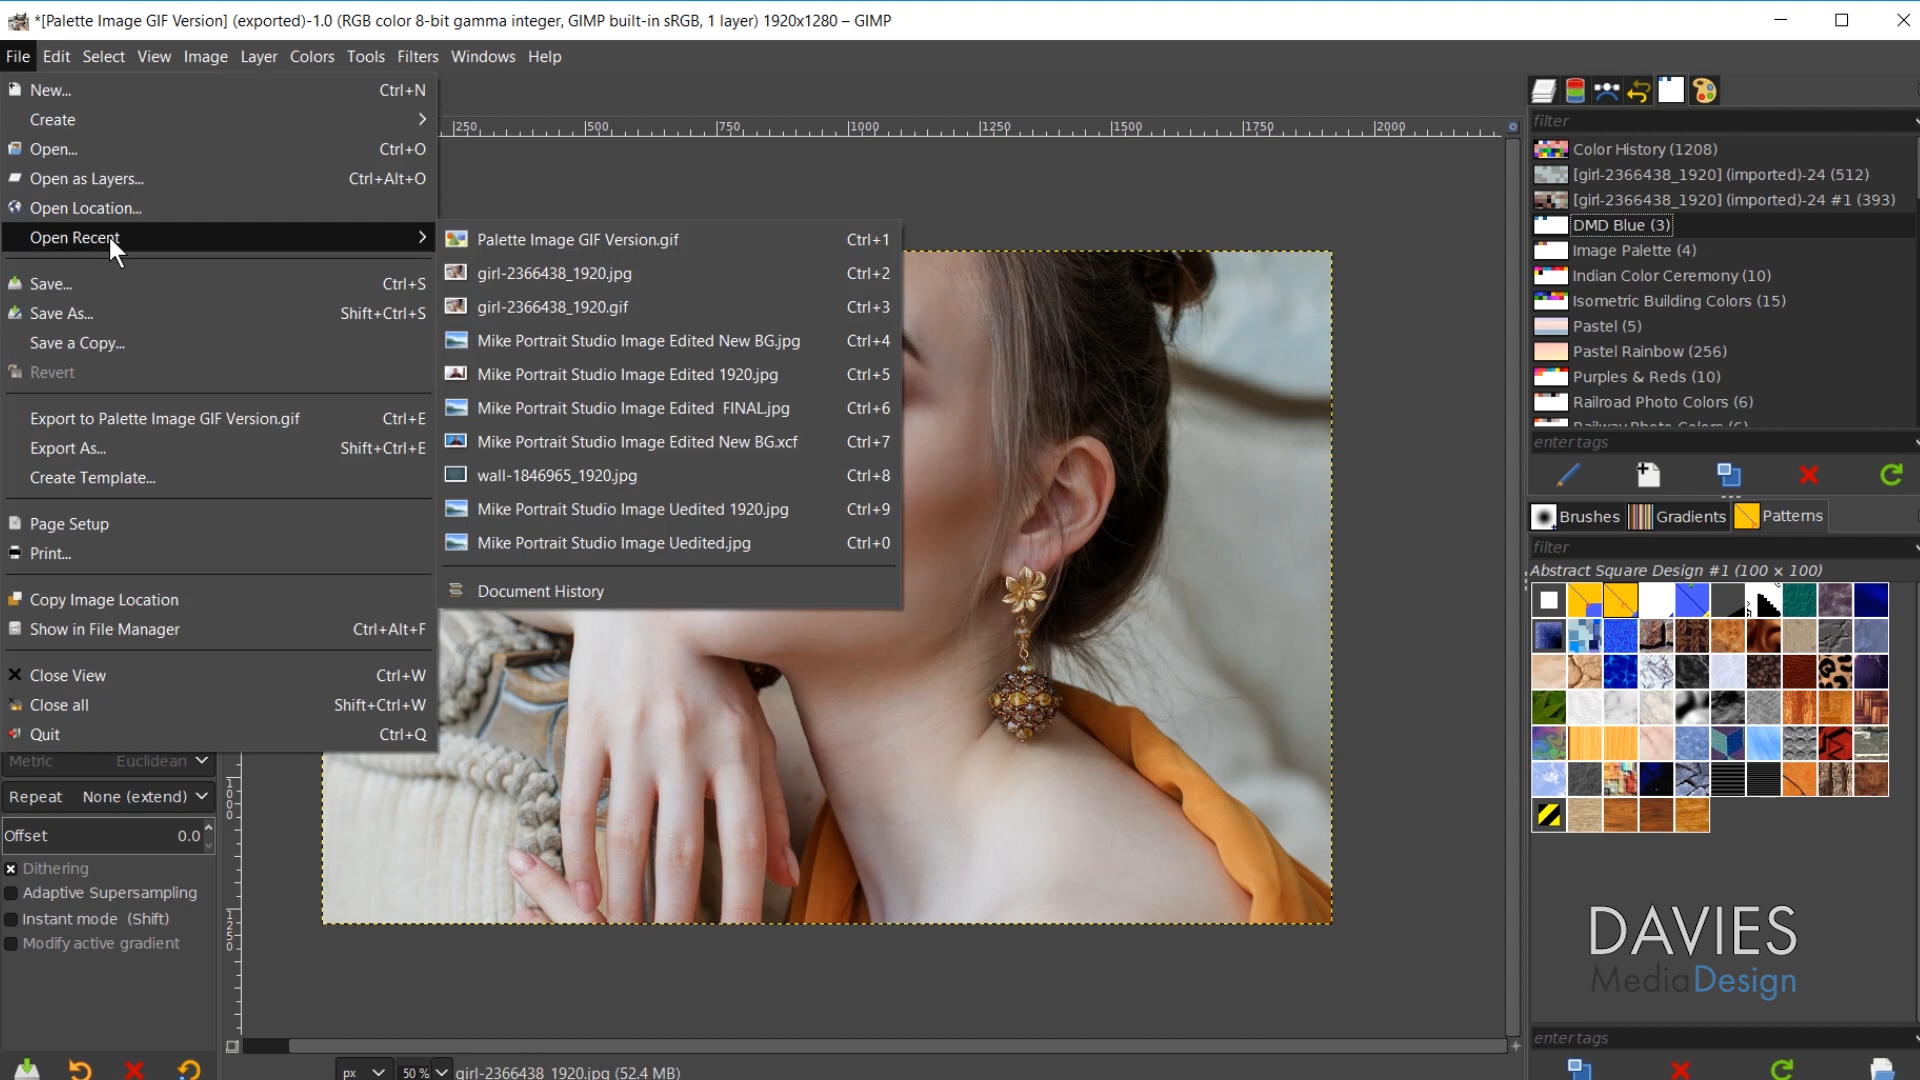 *[Palette Image GIF Version] (exported)-1.0 (RGB color 8-bit gamma integer, GIMP built-in sRGB, 1 layer) 1920x1280 – GIMP
File Edit Select View Image Layer Colors Tools Filters Windows Help
New... Ctrl+N
Create
Open... Ctrl+O
Open as Layers... Ctrl+Alt+O
Open Location...
Open Recent
Save... Ctrl+S
Save As... Shift+Ctrl+S
Save a Copy...
Revert
Export to Palette Image GIF Version.gif Ctrl+E
Export As... Shift+Ctrl+E
Create Template...
Page Setup
Print...
Copy Image Location
Show in File Manager Ctrl+Alt+F
Close View Ctrl+W
Close all Shift+Ctrl+W
Quit Ctrl+Q
250 500 750 1000 1250 1500 1750 2000
Palette Image GIF Version.gif Ctrl+1
girl-2366438_1920.jpg Ctrl+2
girl-2366438_1920.gif Ctrl+3
Mike Portrait Studio Image Edited New BG.jpg Ctrl+4
Mike Portrait Studio Image Edited 1920.jpg Ctrl+5
Mike Portrait Studio Image Edited  FINAL.jpg Ctrl+6
Mike Portrait Studio Image Edited New BG.xcf Ctrl+7
wall-1846965_1920.jpg Ctrl+8
Mike Portrait Studio Image Uedited 1920.jpg Ctrl+9
Mike Portrait Studio Image Uedited.jpg Ctrl+0
Document History
Metric Euclidean
Repeat None (extend)
Offset 0.0
Dithering
Adaptive Supersampling
Instant mode  (Shift)
Modify active gradient
1000
1250
px 50 % girl-2366438_1920.jpg (52.4 MB)
filter
Color History (1208)
[girl-2366438_1920] (imported)-24 (512)
[girl-2366438_1920] (imported)-24 #1 (393)
DMD Blue (3)
Image Palette (4)
Indian Color Ceremony (10)
Isometric Building Colors (15)
Pastel (5)
Pastel Rainbow (256)
Purples & Reds (10)
Railroad Photo Colors (6)
Railway Photo Colors (6)
enter tags
Brushes Gradients Patterns
filter
Abstract Square Design #1 (100 × 100)
DAVIES
MediaDesign
enter tags